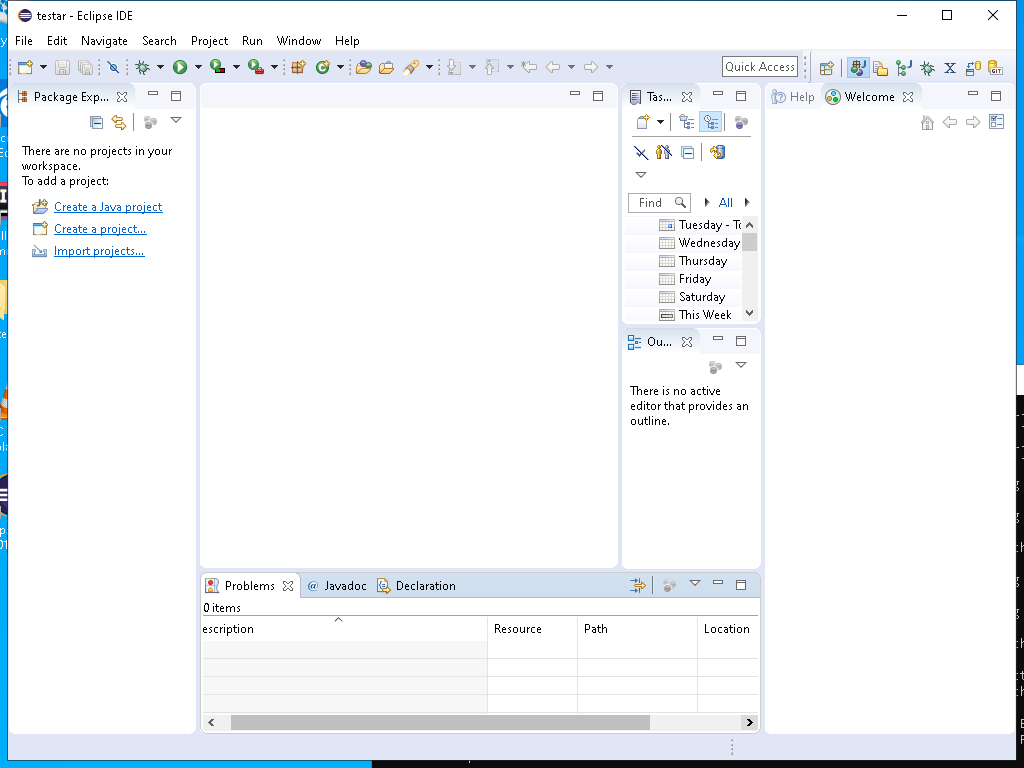 testar - Eclipse IDE
File Edit Navigate Search Project Run Window Help
Quick Access
Package Exp...
Tas...
Help
Welcome
There are no projects in your
workspace.
To add a project:
Create a Java project
Create a project...
Import projects...
Find
All
Tuesday - To
Wednesday
Thursday
Friday
Saturday
This Week
Ou...
There is no active
editor that provides an
outline.
Problems
@ Javadoc
Declaration
0 items
escription Resource Path Location